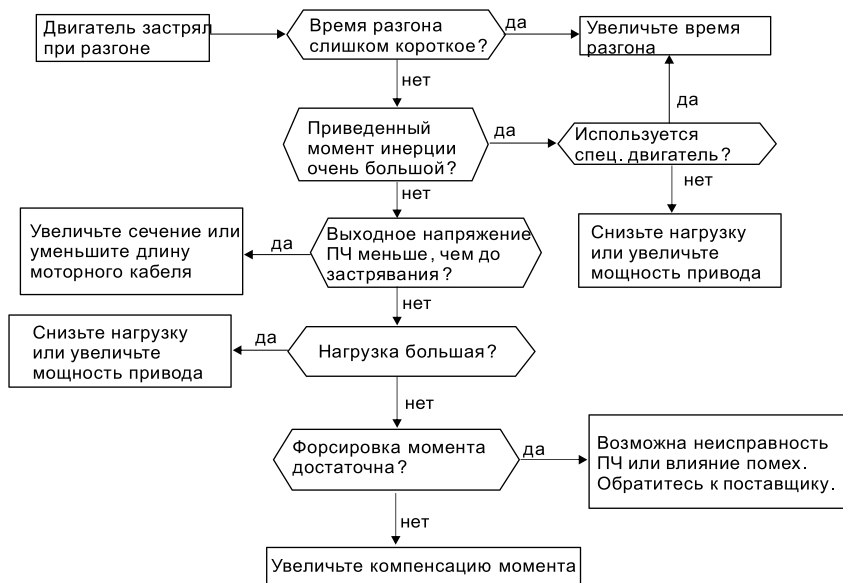 Двигатель застрял
при разгоне
Время разгона
слишком короткое?
да
Увеличьте время
разгона
нет
да
Приведенный
момент инерции
очень большой?
да
Используется
спец. двигатель?
нет
нет
Увеличьте сечение или
уменьшите длину
моторного кабеля
да
Выходное напряжение
ПЧ меньше, чем до
застрявания?
Снизьте нагрузку
или увеличьте
мощность привода
нет
Снизьте нагрузку
или увеличьте
мощность привода
да
Нагрузка большая?
нет
Форсировка момента
достаточна?
да
Возможна неисправность
ПЧ или влияние помех.
Обратитесь к поставщику.
нет
Увеличьте компенсацию момента